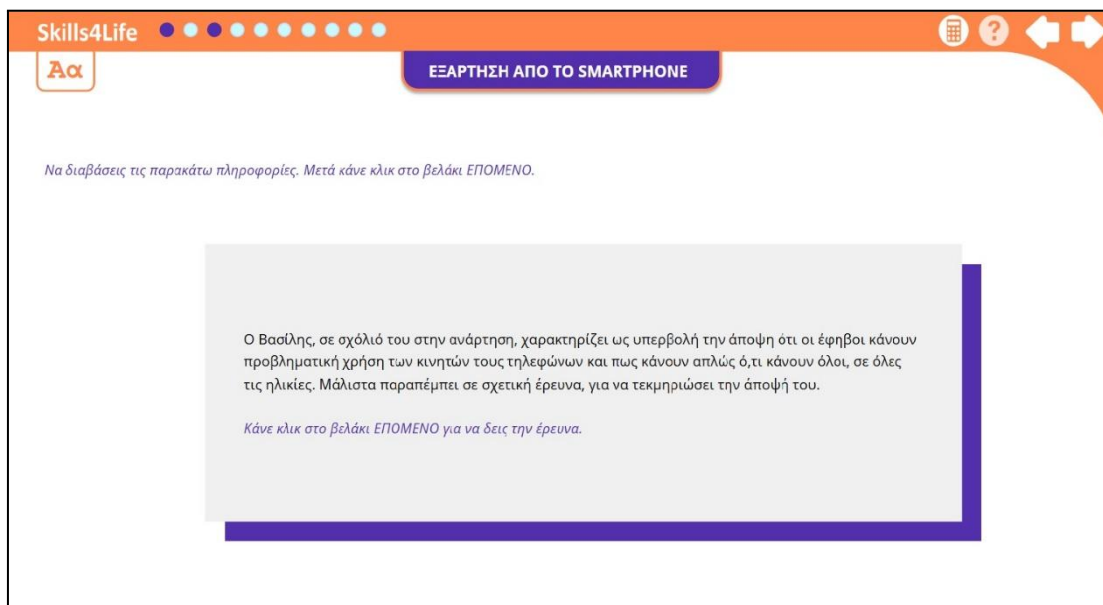 Skills4Life
Αα
ΕΞΑΡΤΗΣΗ ΑΠΟ ΤΟ SMARTPHONE
Να διαβάσεις τις παρακάτω πληροφορίες. Μετά κάνε κλικ στο βελάκι ΕΠΟΜΕΝΟ.
Ο Βασίλης, σε σχόλιό του στην ανάρτηση, χαρακτηρίζει ως υπερβολή την άποψη ότι οι έφηβοι κάνουν
προβληματική χρήση των κινητών τους τηλεφώνων και πως κάνουν απλώς ό,τι κάνουν όλοι, σε όλες
τις ηλικίες. Μάλιστα παραπέμπει σε σχετική έρευνα, για να τεκμηριώσει την άποψή του.
Κάνε κλικ στο βελάκι ΕΠΟΜΕΝΟ για να δεις την έρευνα.